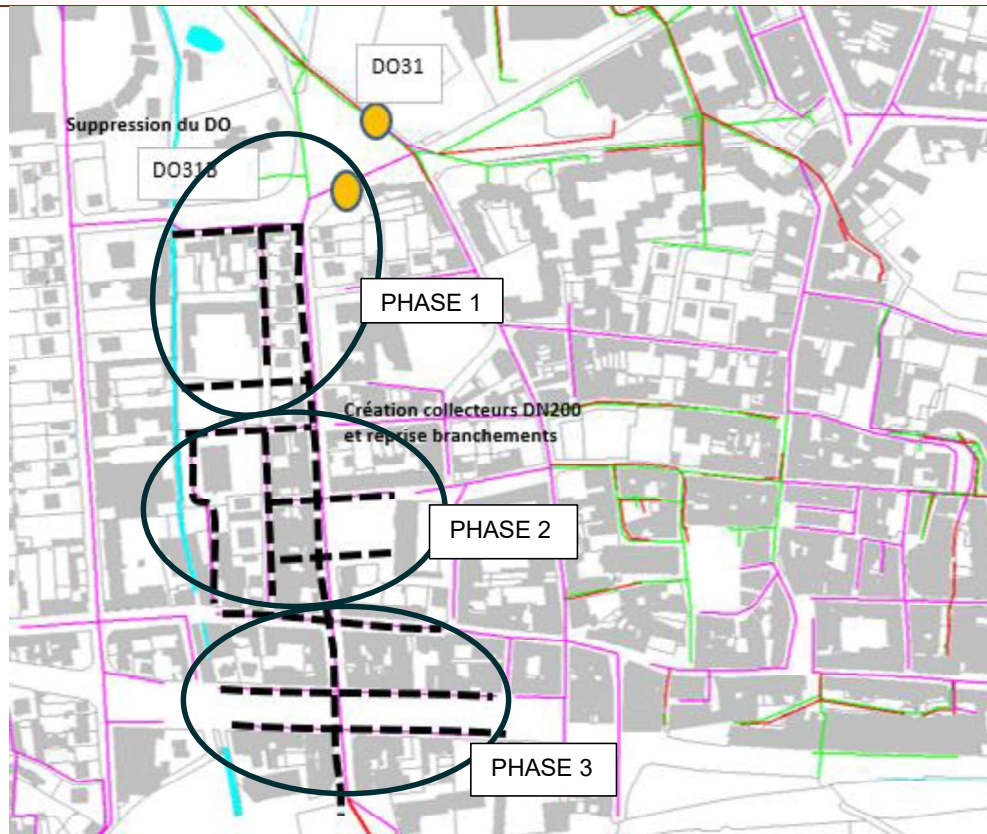 DO31
Suppression du DO
DO31B
PHASE 1
Création collecteurs DN200
et reprise branchements
PHASE 2
PHASE 3